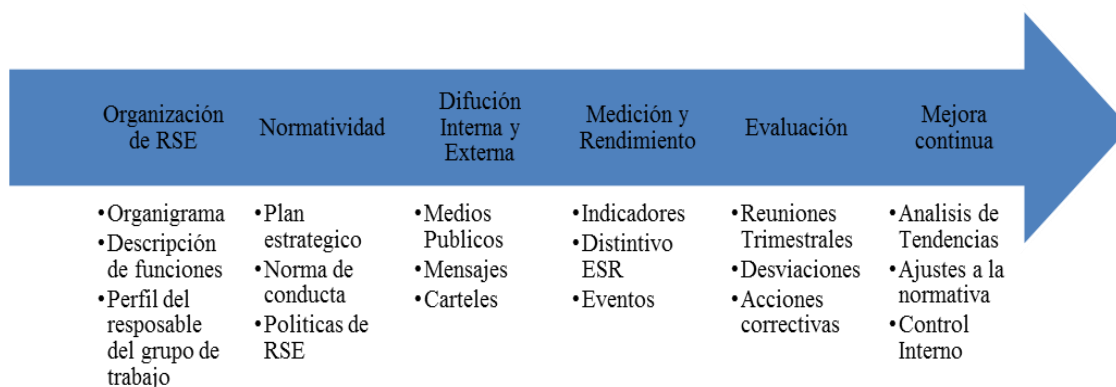 Organización
de RSE
Normatividad
Difución
Interna y
Externa
Medición y
Rendimiento
Evaluación
Mejora
continua
•Organigrama
•Descripción
de funciones
•Perfil del
resposable
del grupo de
trabajo
•Plan
estrategico
•Norma de
conducta
•Politicas de
RSE
•Medios
Publicos
•Mensajes
•Carteles
•Indicadores
•Distintivo
ESR
•Eventos
•Reuniones
Trimestrales
•Desviaciones
•Acciones
correctivas
•Analisis de
Tendencias
•Ajustes a la
normativa
•Control
Interno